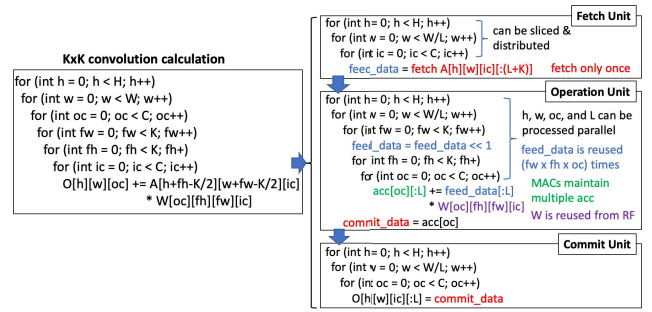 KxK convolution calculation
for (int h = 0; h < H; h++)
for (int w = 0; w < W; w++)
for (int oc = 0; oc < C; oc++)
for (int fw = 0; fw < K; fw++)
for (int fh = 0; fh < K; fh++)
for (int ic = 0; ic < C; ic++)
O[h][w][oc] += A[h+fh-K/2][w+fw-K/2][ic]
* W[oc][fh][fw][ic]
Fetch Unit
for (int h = 0; h < H; h++)
for (int w = 0; w < W/L; w++)
for (int ic = 0; ic < C; ic++)
feed_data = fetch A[h][w][ic][:(L+K)]
can be sliced &
distributed
fetch only once
Operation Unit
for (int h = 0; h < H; h++)
for (int w = 0; w < W/L; w++)
for (int fw = 0; fw < K; fw++)
feed_data = feed_data << 1
for (int fh = 0; fh < K; fh++)
for (int oc = 0; oc < C; oc++)
acc[oc][:L] += feed_data[:L]
* W[oc][fh][fw][ic]
commit_data = acc[oc]
h, w, oc, and L can be
processed parallel
feed_data is reused
(fw x fh x oc) times
MACs maintain
multiple acc
W is reused from RF
Commit Unit
for (int h = 0; h < H; h++)
for (int w = 0; w < W/L; w++)
for (int oc = 0; oc < C; oc++)
O[h][w][ic][:L] = commit_data